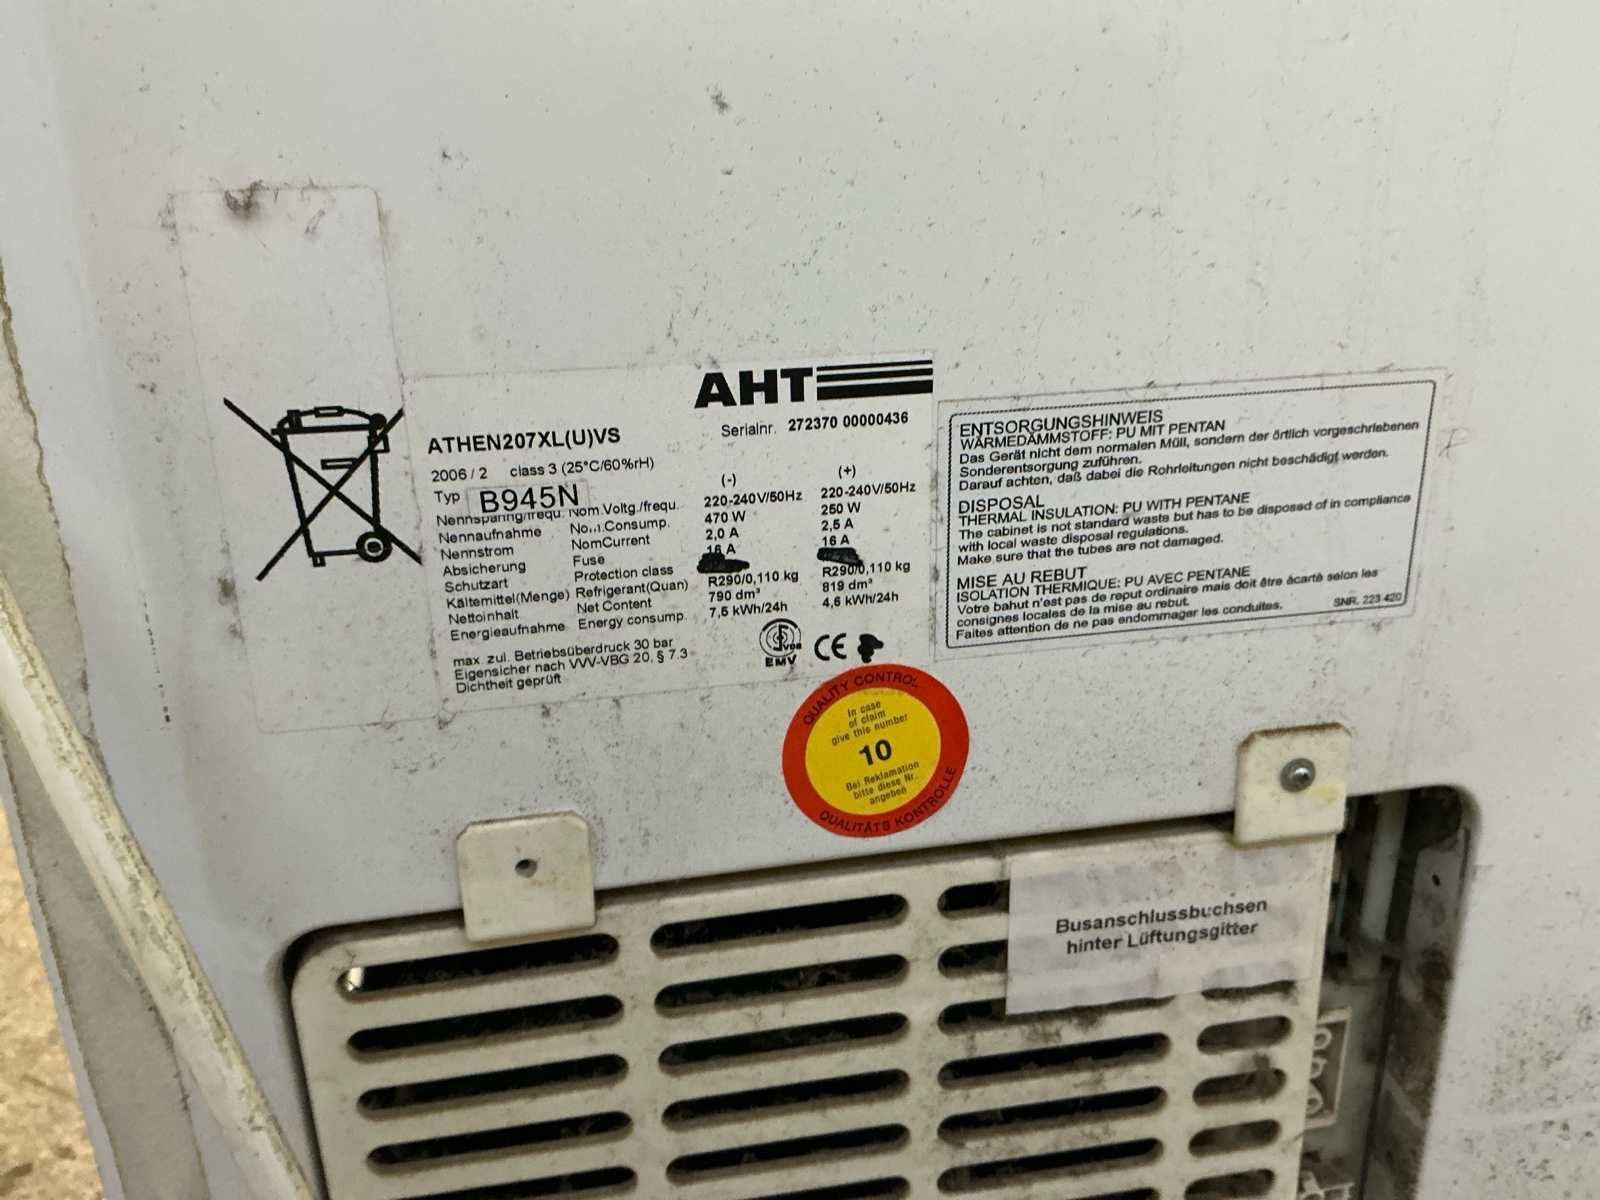 AHT
ATHEN207XL(U)VS
Serialnr. 272370 00000436
2006 / 2 class 3 (25°C/60%rH)
(-) (+)
Typ B945N
Nennspannng/frequ. Nom.Voltg./frequ. 220-240V/50Hz 220-240V/50Hz
Nennaufnahme Nom.Consump. 470 W 250 W
Nennstrom NomCurrent 2,0 A 2,5 A
Absicherung Fuse 16 A 16 A
Schutzart Protection class
Kältemittel(Menge) Refrigerant(Quan) R290/0,110 kg R290/0,110 kg
Nettoinhalt Net Content 790 dm³ 819 dm³
Energieaufnahme Energy consump. 7,5 kWh/24h 4,6 kWh/24h
max. zul. Betriebsüberdruck 30 bar
Eigensicher nach VVV-VBG 20, § 7.3
Dichtheit geprüft
VDE
EMV
CE
ENTSORGUNGSHINWEIS
WÄRMEDÄMMSTOFF: PU MIT PENTAN
Das Gerät nicht dem normalen Müll, sondern der örtlich vorgeschriebenen
Sonderentsorgung zuführen.
Darauf achten, daß dabei die Rohrleitungen nicht beschädigt werden.
DISPOSAL
THERMAL INSULATION: PU WITH PENTANE
The cabinet is not standard waste but has to be disposed of in compliance
with local waste disposal regulations.
Make sure that the tubes are not damaged.
MISE AU REBUT
ISOLATION THERMIQUE: PU AVEC PENTANE
Votre bahut n'est pas de reput ordinaire mais doit être écarté selon les
consignes locales de la mise au rebut.
Faites attention de ne pas endommager les conduites.
SNR. 223 420
QUALITY CONTROL
In case
of claim
give this number
10
Bei Reklamation
bitte diese Nr.
angeben
QUALITÄTS KONTROLLE
Busanschlussbuchsen
hinter Lüftungsgitter